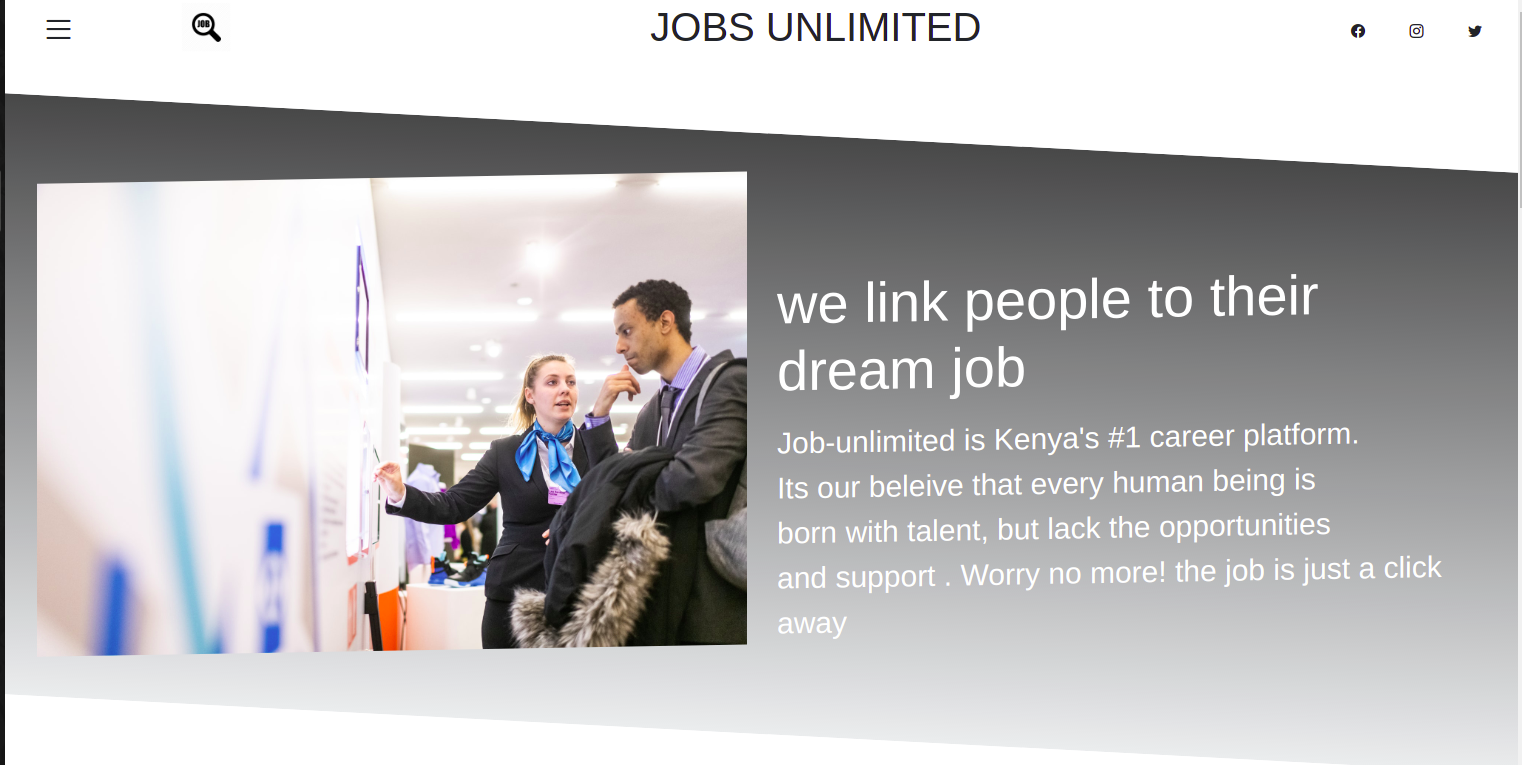 JOB
JOBS UNLIMITED
we link people to their
dream job
Job-unlimited is Kenya's #1 career platform.
Its our beleive that every human being is
born with talent, but lack the opportunities
and support . Worry no more! the job is just a click
away